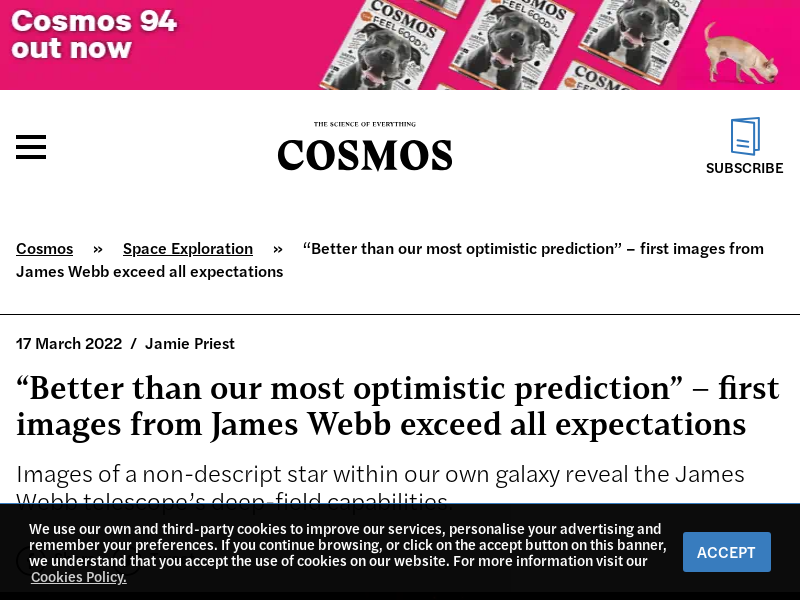 Cosmos 94
out now
COSMOS
FEEL GOOD
COSMOS
FEEL GOOD
COSMOS
COSMOS
THE SCIENCE OF EVERYTHING
COSMOS
SUBSCRIBE
Cosmos » Space Exploration » “Better than our most optimistic prediction” – first images from
James Webb exceed all expectations
17 March 2022 / Jamie Priest
“Better than our most optimistic prediction” – first
images from James Webb exceed all expectations
Images of a non-descript star within our own galaxy reveal the James
Webb telescope’s deep-field capabilities.
We use our own and third-party cookies to improve our services, personalise your advertising and
remember your preferences. If you continue browsing, or click on the accept button on this banner,
we understand that you accept the use of cookies on our website. For more information visit our
Cookies Policy.
ACCEPT